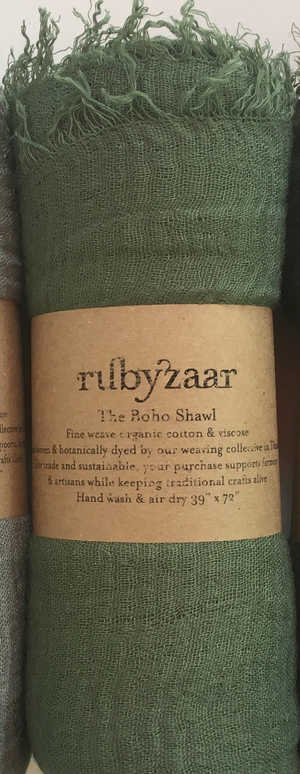 rubyzaar
The Boho Shawl
Fine weave organic cotton & viscose
woven & botanically dyed by our weaving collective in
fair trade and sustainable, your purchase supports farmers
& artisans while keeping traditional crafts alive
Hand wash & air dry 39" x 72"